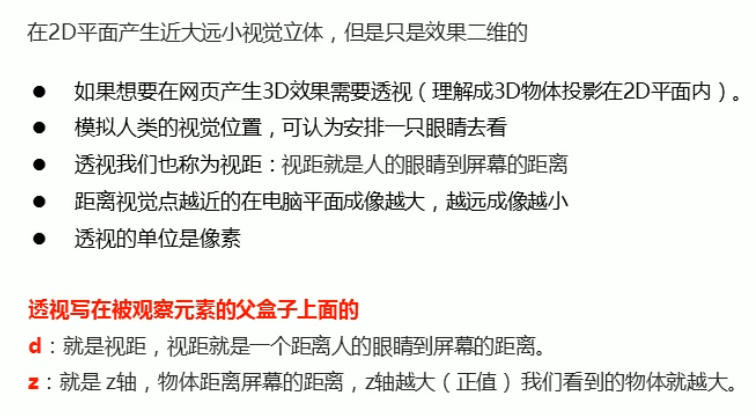 在2D平面产生近大远小视觉立体，但是只是效果二维的
● 如果想要在网页产生3D效果需要透视（理解成3D物体投影在2D平面内）。
● 模拟人类的视觉位置，可认为安排一只眼睛去看
● 透视我们也称为视距：视距就是人的眼睛到屏幕的距离
● 距离视觉点越近的在电脑平面成像越大，越远成像越小
● 透视的单位是像素
透视写在被观察元素的父盒子上面的
d：就是视距，视距就是一个距离人的眼睛到屏幕的距离。
z：就是 z轴，物体距离屏幕的距离，z轴越大（正值）我们看到的物体就越大。